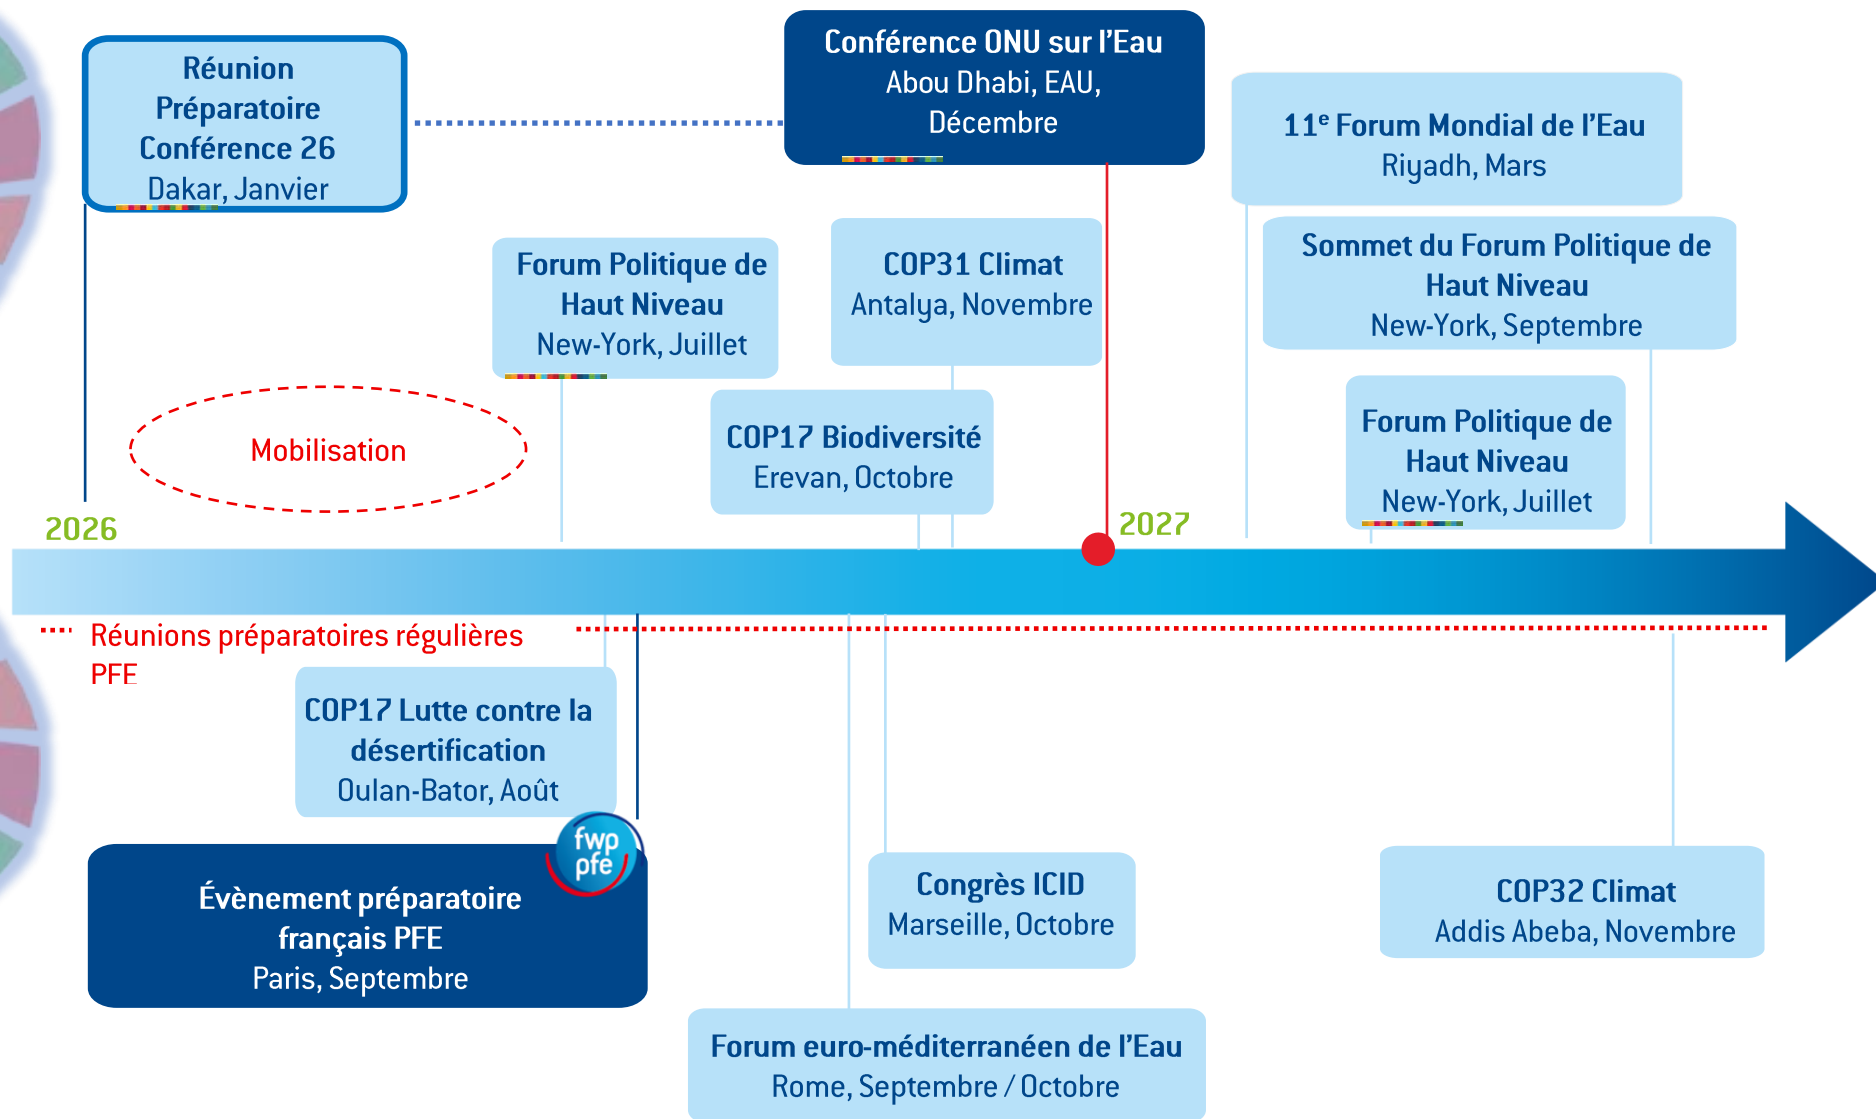 Réunion
Préparatoire
Conférence 26
Dakar, Janvier
Conférence ONU sur l'Eau
Abou Dhabi, EAU,
Décembre
11e Forum Mondial de l'Eau
Riyadh, Mars
Forum Politique de
Haut Niveau
New-York, Juillet
COP31 Climat
Antalya, Novembre
Sommet du Forum Politique de
Haut Niveau
New-York, Septembre
Mobilisation
COP17 Biodiversité
Erevan, Octobre
Forum Politique de
Haut Niveau
New-York, Juillet
2026
2027
Réunions préparatoires régulières
PFE
COP17 Lutte contre la
désertification
Oulan-Bator, Août
fwp
pfe
Évènement préparatoire
français PFE
Paris, Septembre
Congrès ICID
Marseille, Octobre
COP32 Climat
Addis Abeba, Novembre
Forum euro-méditerranéen de l'Eau
Rome, Septembre / Octobre